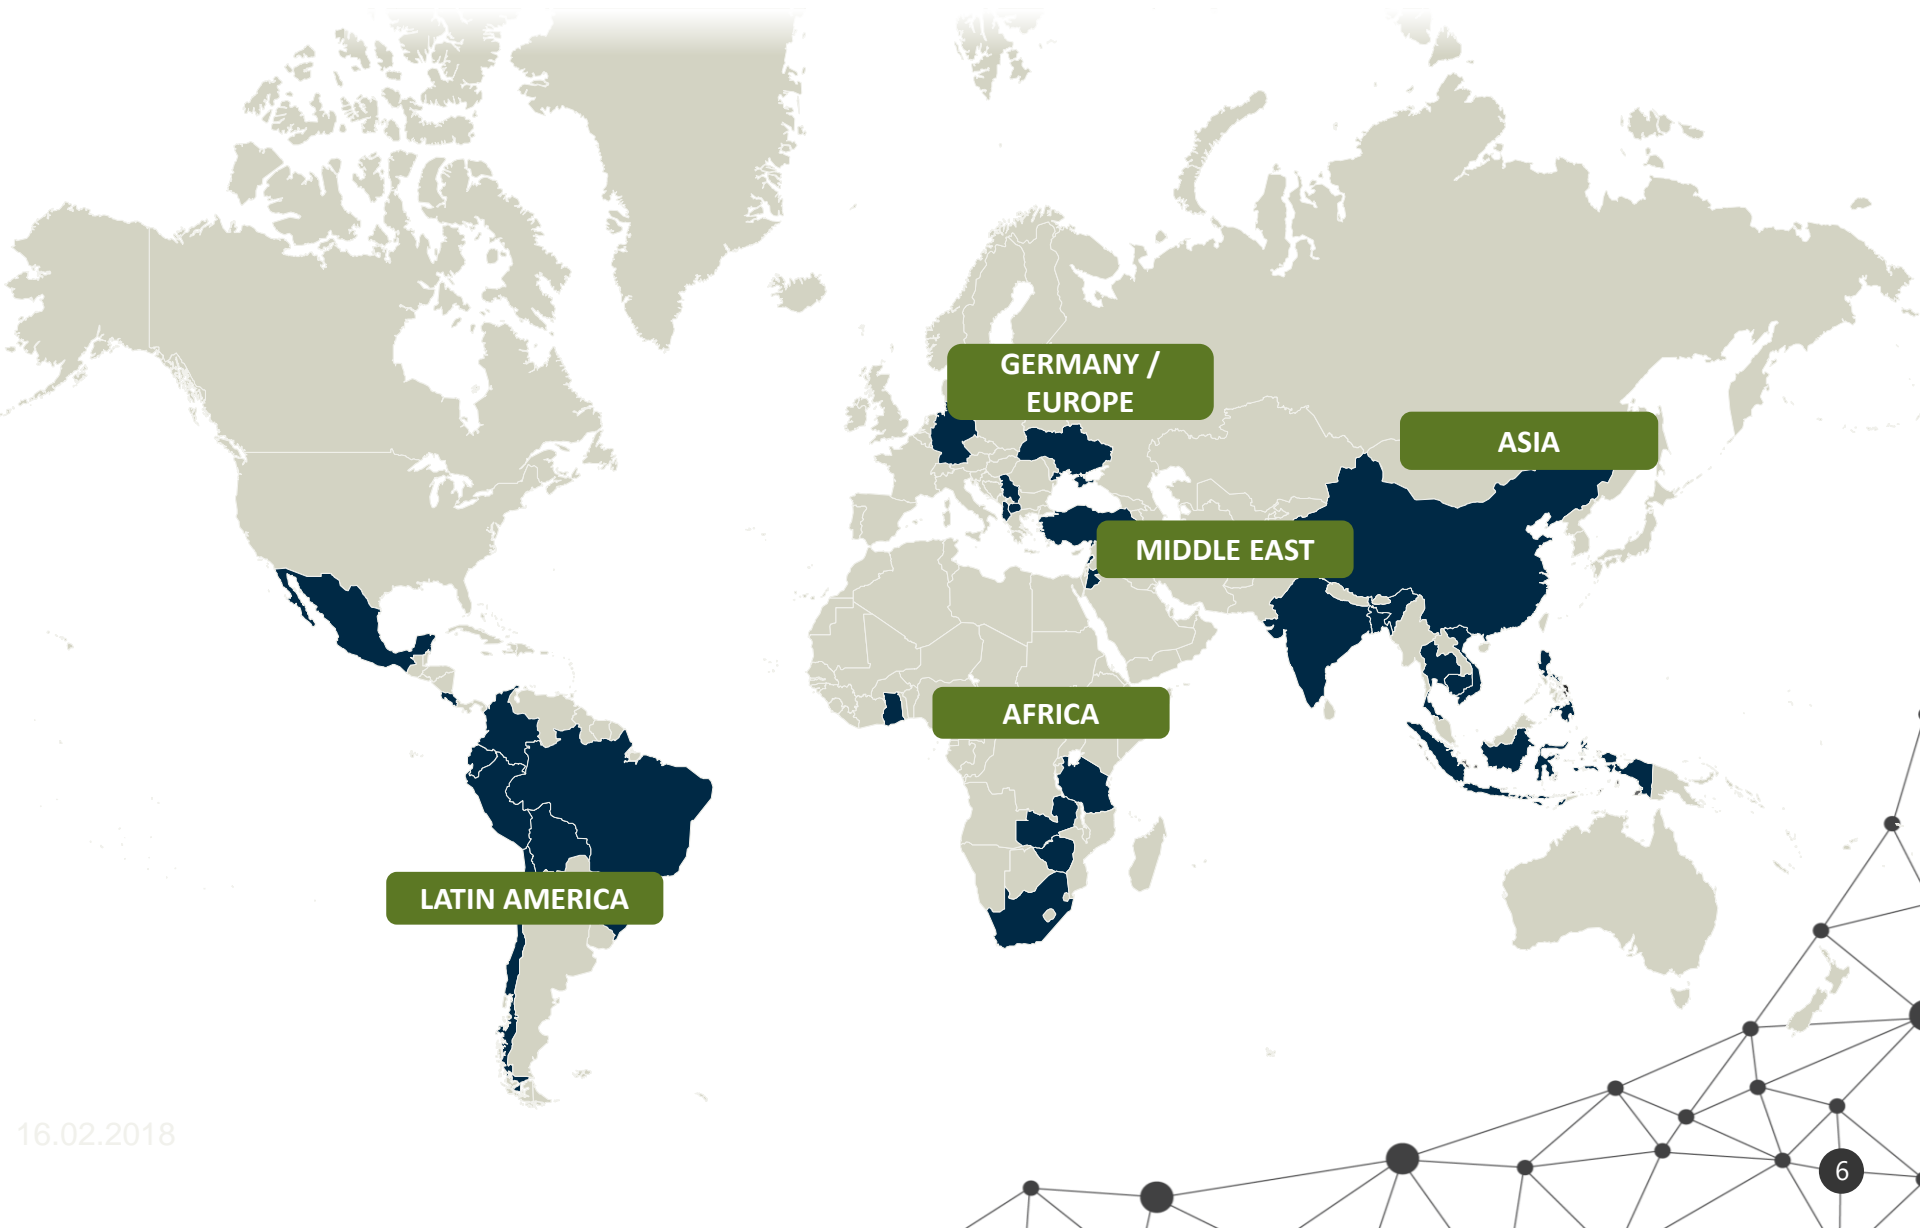 GERMANY /
EUROPE
ASIA
MIDDLE EAST
AFRICA
LATIN AMERICA
16.02.2018
6